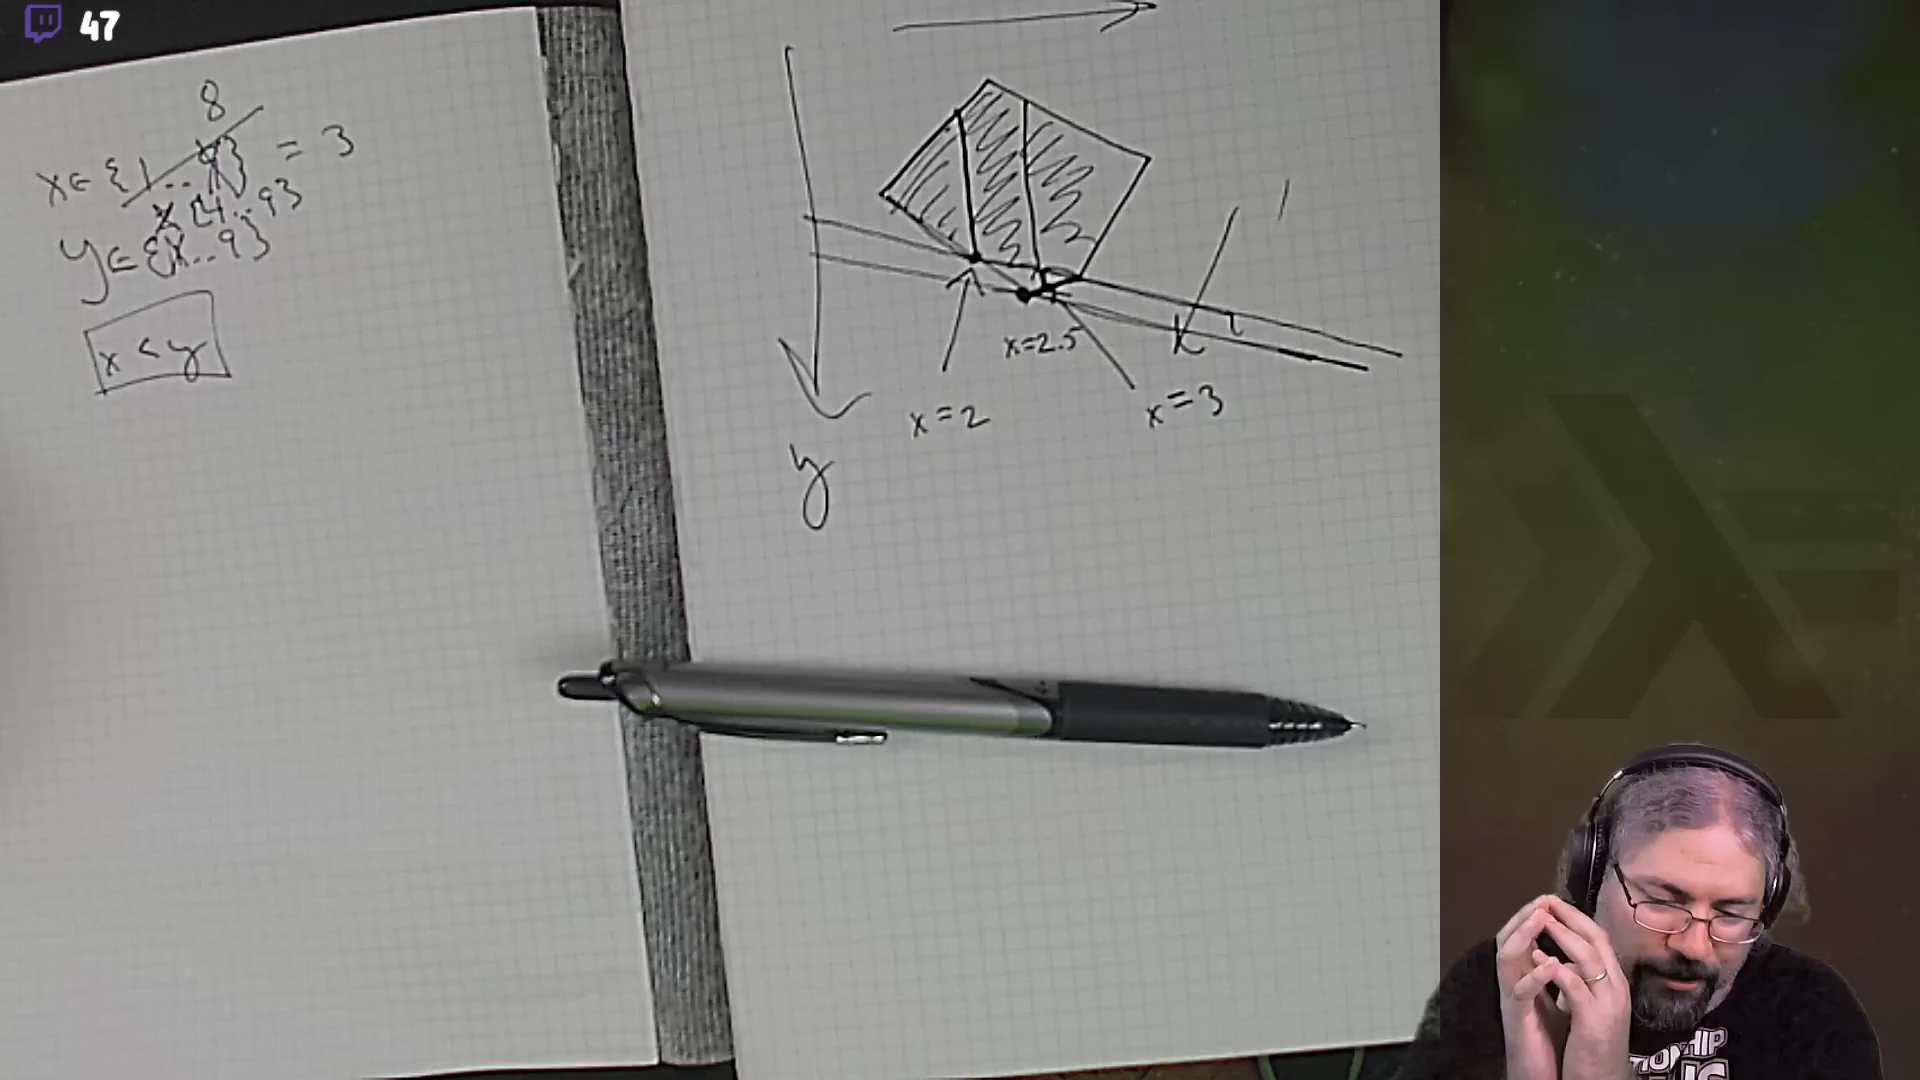 47
8
x ∈ {1..9} = 3
x {4..9}
y ∈ {x..9}
x < y
x=2.5
x=2
x=3
y